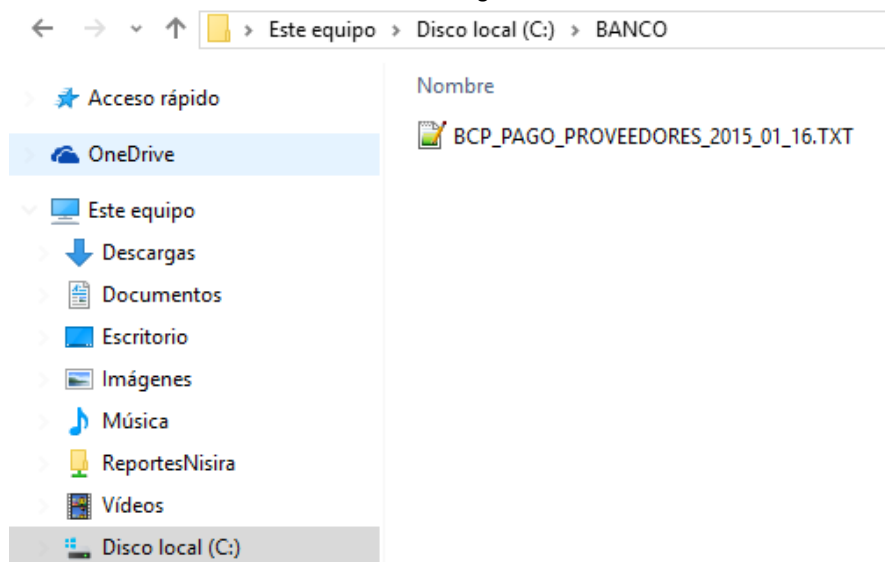 Este equipo > Disco local (C:) > BANCO
Acceso rápido
OneDrive
Este equipo
Descargas
Documentos
Escritorio
Imágenes
Música
ReportesNisira
Vídeos
Disco local (C:)
Nombre
BCP_PAGO_PROVEEDORES_2015_01_16.TXT